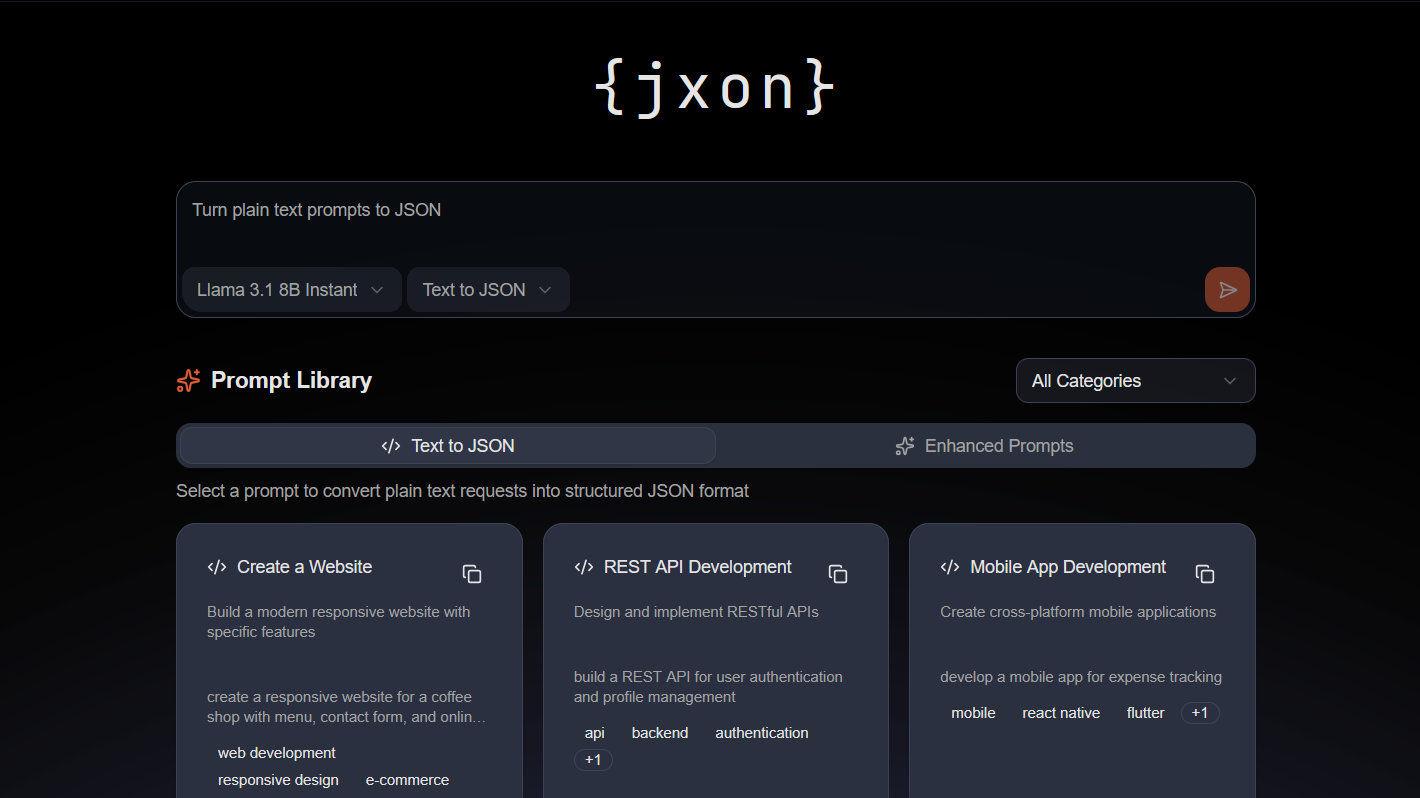 {jxon}
Turn plain text prompts to JSON
Llama 3.1 8B Instant
Text to JSON
Prompt Library
All Categories
Text to JSON
Enhanced Prompts
Select a prompt to convert plain text requests into structured JSON format
Create a Website
Build a modern responsive website with
specific features
create a responsive website for a coffee
shop with menu, contact form, and onlin…
web development
responsive design
e-commerce
REST API Development
Design and implement RESTful APIs
build a REST API for user authentication
and profile management
api
backend
authentication
+1
Mobile App Development
Create cross-platform mobile applications
develop a mobile app for expense tracking
mobile
react native
flutter
+1